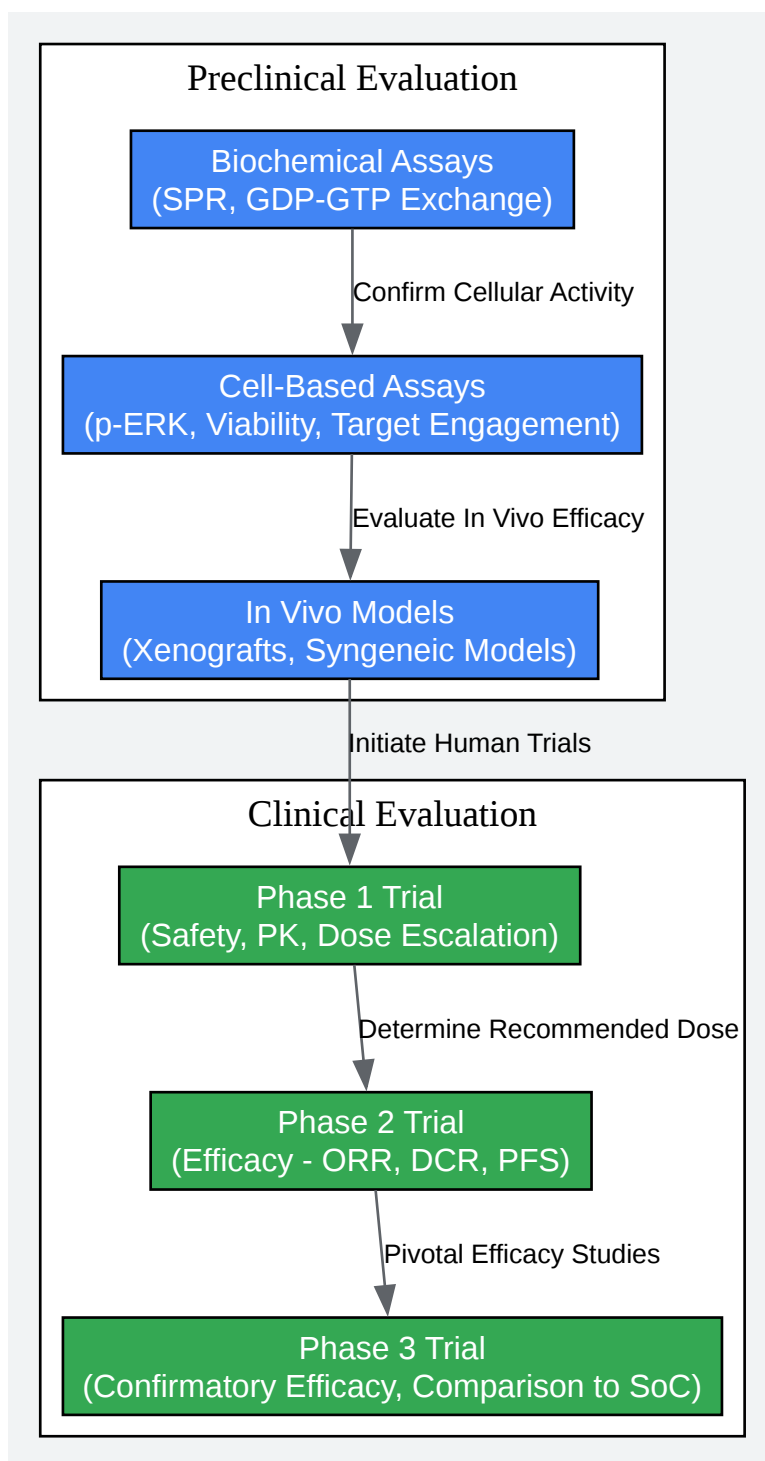 Preclinical Evaluation
Biochemical Assays
(SPR, GDP-GTP Exchange)
Confirm Cellular Activity
Cell-Based Assays
(p-ERK, Viability, Target Engagement)
Evaluate In Vivo Efficacy
In Vivo Models
(Xenografts, Syngeneic Models)
Initiate Human Trials
Clinical Evaluation
Phase 1 Trial
(Safety, PK, Dose Escalation)
Determine Recommended Dose
Phase 2 Trial
(Efficacy - ORR, DCR, PFS)
Pivotal Efficacy Studies
Phase 3 Trial
(Confirmatory Efficacy, Comparison to SoC)